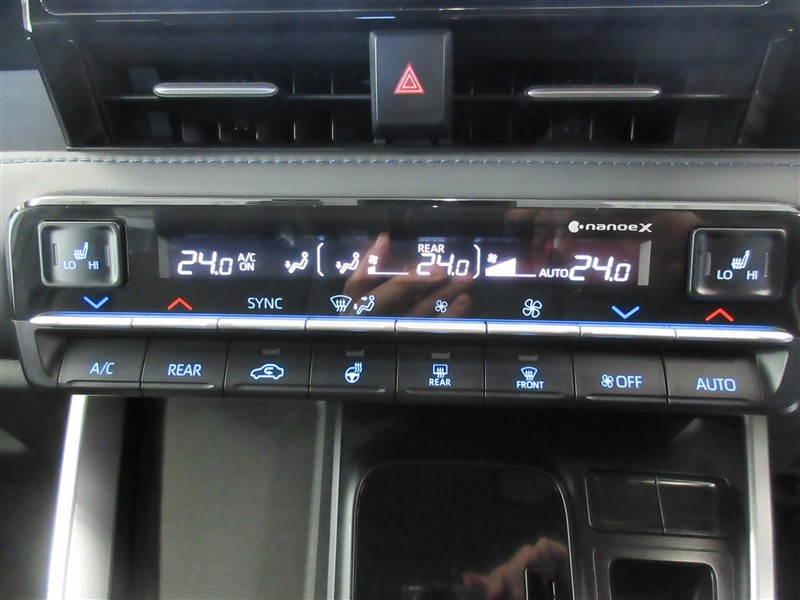 nanoe X
LO HI
24.0 A/C ON
REAR
24.0
AUTO 24.0
LO HI
SYNC
A/C
REAR
REAR
FRONT
OFF
AUTO